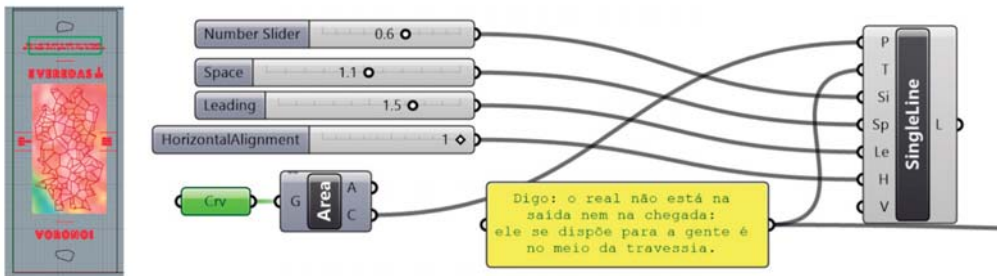 VEREDAS
VORONOI
Number Slider 0.6
Space 1.1
Leading 1.5
HorizontalAlignment 1
Crv
G Area A
C
Digo: o real não está na
saída nem na chegada:
ele se dispõe para a gente é
no meio da travessia.
P
T
Si
Sp
Le
H
V
SingleLine
L